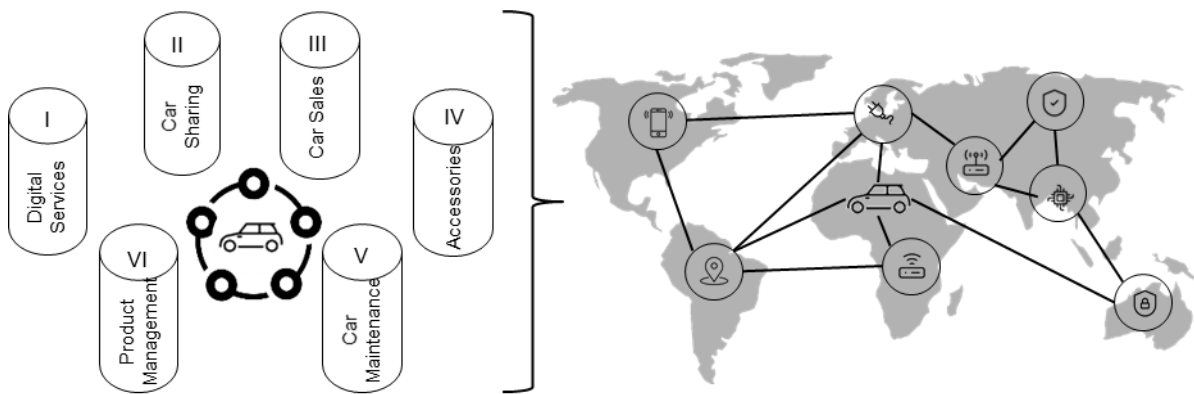 I
Digital
Services
II
Car
Sharing
III
Car Sales
IV
Accessories
V
Car
Maintenance
VI
Product
Management